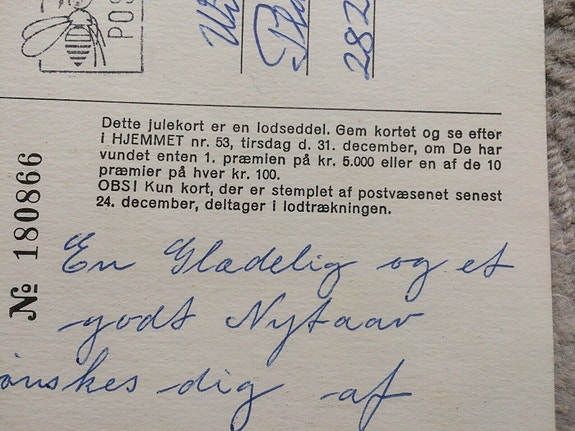 POS
282
Dette julekort er en lodseddel. Gem kortet og se efter
i HJEMMET nr. 53, tirsdag d. 31. december, om De har
vundet enten 1. præmien på kr. 5.000 eller en af de 10
præmier på hver kr. 100.
OBS! Kun kort, der er stemplet af postvæsenet senest
24. december, deltager i lodtrækningen.
№ 180866
En Glædelig og et
godt Nytaar
ønskes dig af